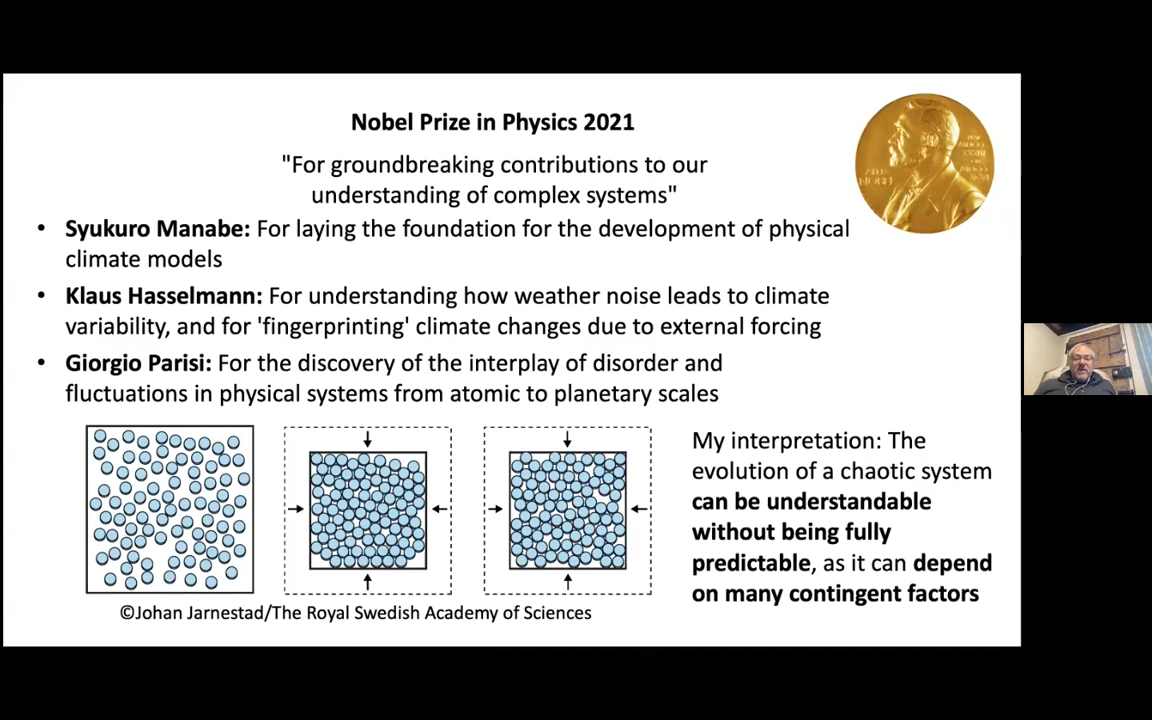 Nobel Prize in Physics 2021
"For groundbreaking contributions to our
understanding of complex systems"
• Syukuro Manabe: For laying the foundation for the development of physical
climate models
• Klaus Hasselmann: For understanding how weather noise leads to climate
variability, and for 'fingerprinting' climate changes due to external forcing
• Giorgio Parisi: For the discovery of the interplay of disorder and
fluctuations in physical systems from atomic to planetary scales
My interpretation: The
evolution of a chaotic system
can be understandable
without being fully
predictable, as it can depend
on many contingent factors
©Johan Jarnestad/The Royal Swedish Academy of Sciences